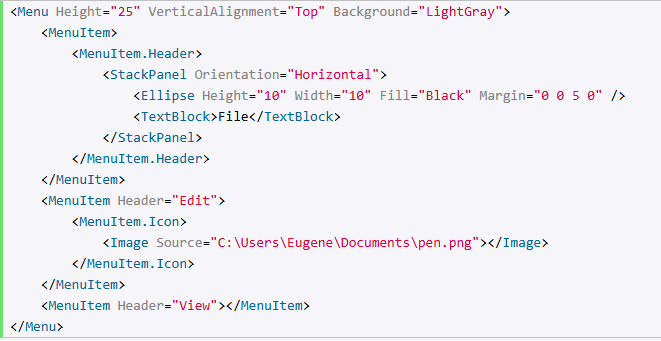 <Menu Height="25" VerticalAlignment="Top" Background="LightGray">
    <MenuItem>
        <MenuItem.Header>
            <StackPanel Orientation="Horizontal">
                <Ellipse Height="10" Width="10" Fill="Black" Margin="0 0 5 0" />
                <TextBlock>File</TextBlock>
            </StackPanel>
        </MenuItem.Header>
    </MenuItem>
    <MenuItem Header="Edit">
        <MenuItem.Icon>
            <Image Source="C:\Users\Eugene\Documents\pen.png"></Image>
        </MenuItem.Icon>
    </MenuItem>
    <MenuItem Header="View"></MenuItem>
</Menu>